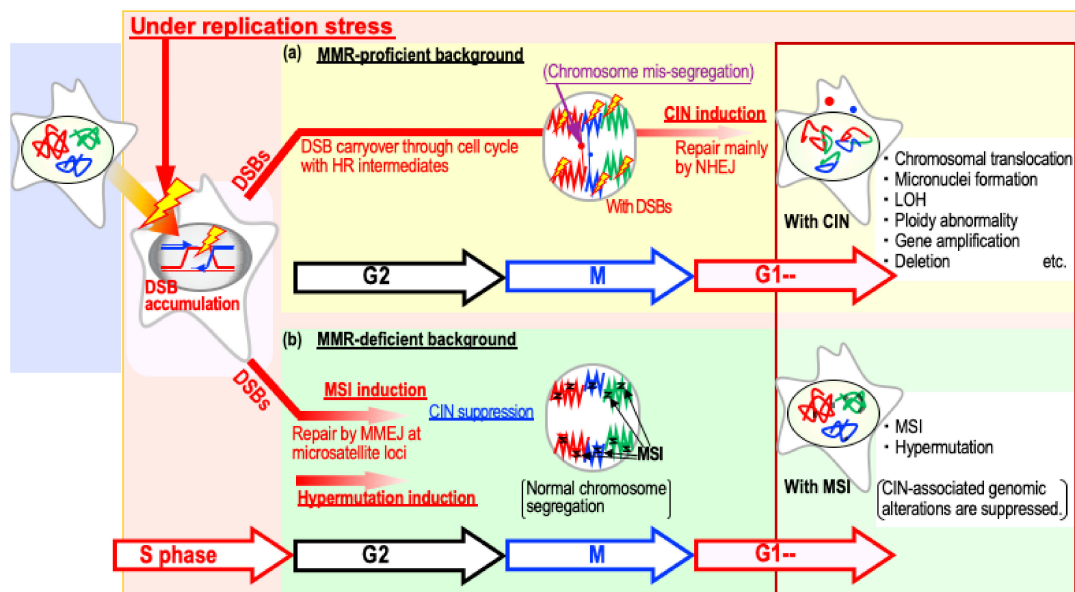 Under replication stress
(a) MMR-proficient background
(Chromosome mis-segregation)
DSBs
DSB carryover through cell cycle
with HR intermediates
With DSBs
CIN induction
Repair mainly
by NHEJ
With CIN
・ Chromosomal translocation
・ Micronuclei formation
・ LOH
・ Ploidy abnormality
・ Gene amplification
・ Deletion etc.
DSB
accumulation
G2
M
G1--
(b) MMR-deficient background
DSBs
MSI induction
Repair by MMEJ at
microsatellite loci
Hypermutation induction
CIN suppression
MSI
(Normal chromosome
segregation)
With MSI
・ MSI
・ Hypermutation
(CIN-associated genomic
alterations are suppressed.)
S phase
G2
M
G1--